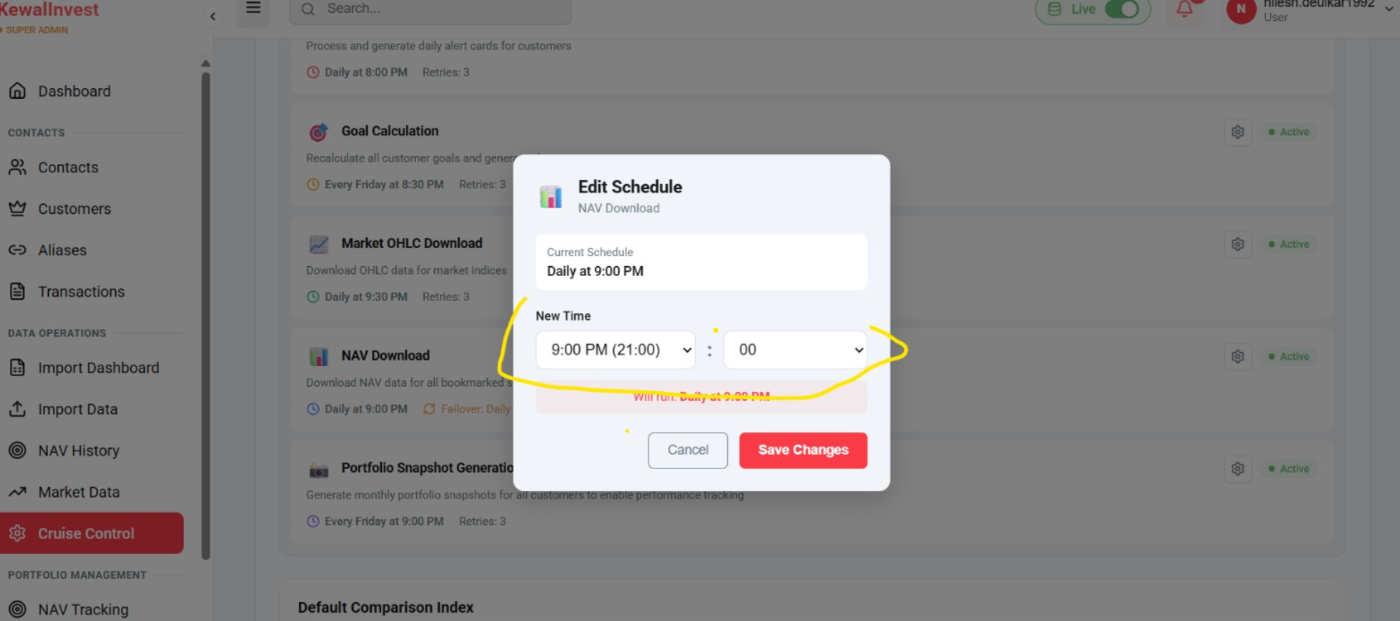 KewalInvest
SUPER ADMIN
Search...
Live
N
nilesh.deulkar1992
User
Dashboard
CONTACTS
Contacts
Customers
Aliases
Transactions
DATA OPERATIONS
Import Dashboard
Import Data
NAV History
Market Data
Cruise Control
PORTFOLIO MANAGEMENT
NAV Tracking
Process and generate daily alert cards for customers
Daily at 8:00 PM Retries: 3
Goal Calculation
Active
Recalculate all customer goals and
Every Friday at 8:30 PM Retries: 3
Market OHLC Download
Active
Download OHLC data for market indices
Daily at 9:30 PM Retries: 3
NAV Download
Active
Download NAV data for all bookmarked
Daily at 9:00 PM Failover: Daily
Portfolio Snapshot Generatio
Active
Generate monthly portfolio snapshots for all customers to enable performance tracking
Every Friday at 9:00 PM Retries: 3
Default Comparison Index
Edit Schedule
NAV Download
Current Schedule
Daily at 9:00 PM
New Time
9:00 PM (21:00) : 00
Will run: Daily at 9:00 PM
Cancel Save Changes